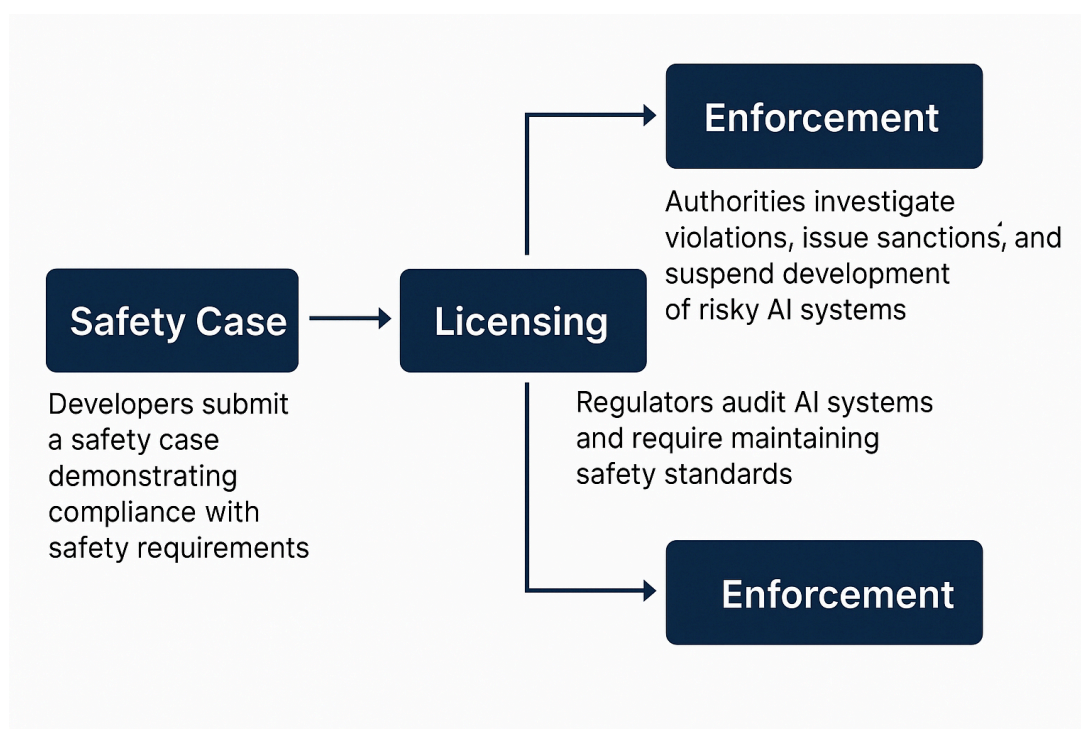 Enforcement
Authorities investigate
violations, issue sanctions, and
suspend development
of risky AI systems
Safety Case
Licensing
Developers submit
a safety case
demonstrating
compliance with
safety requirements
Regulators audit AI systems
and require maintaining
safety standards
Enforcement